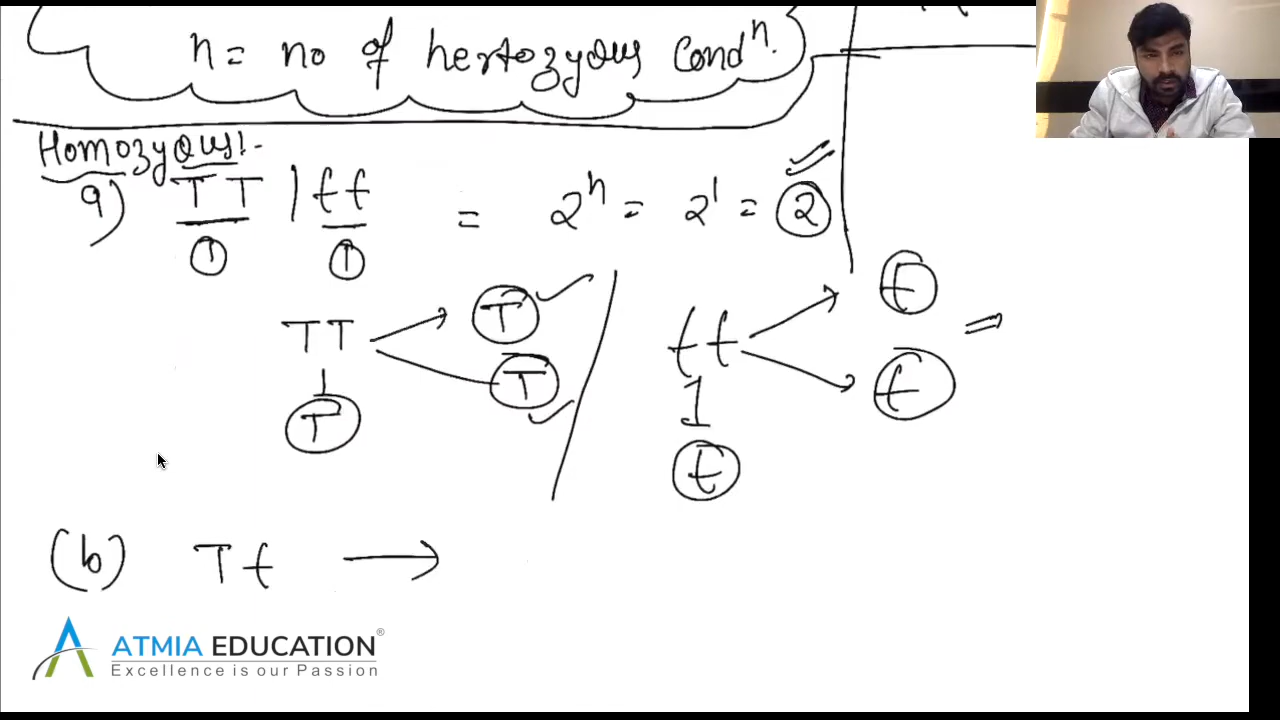 n = no of hertozyous Condⁿ.
Homozyous:-
a) TT | tt = 2ⁿ = 2¹ = 2
1 1
TT T T
T
tt t t =
1
t
(b) Tt →
ATMIA EDUCATION®
Excellence is our Passion